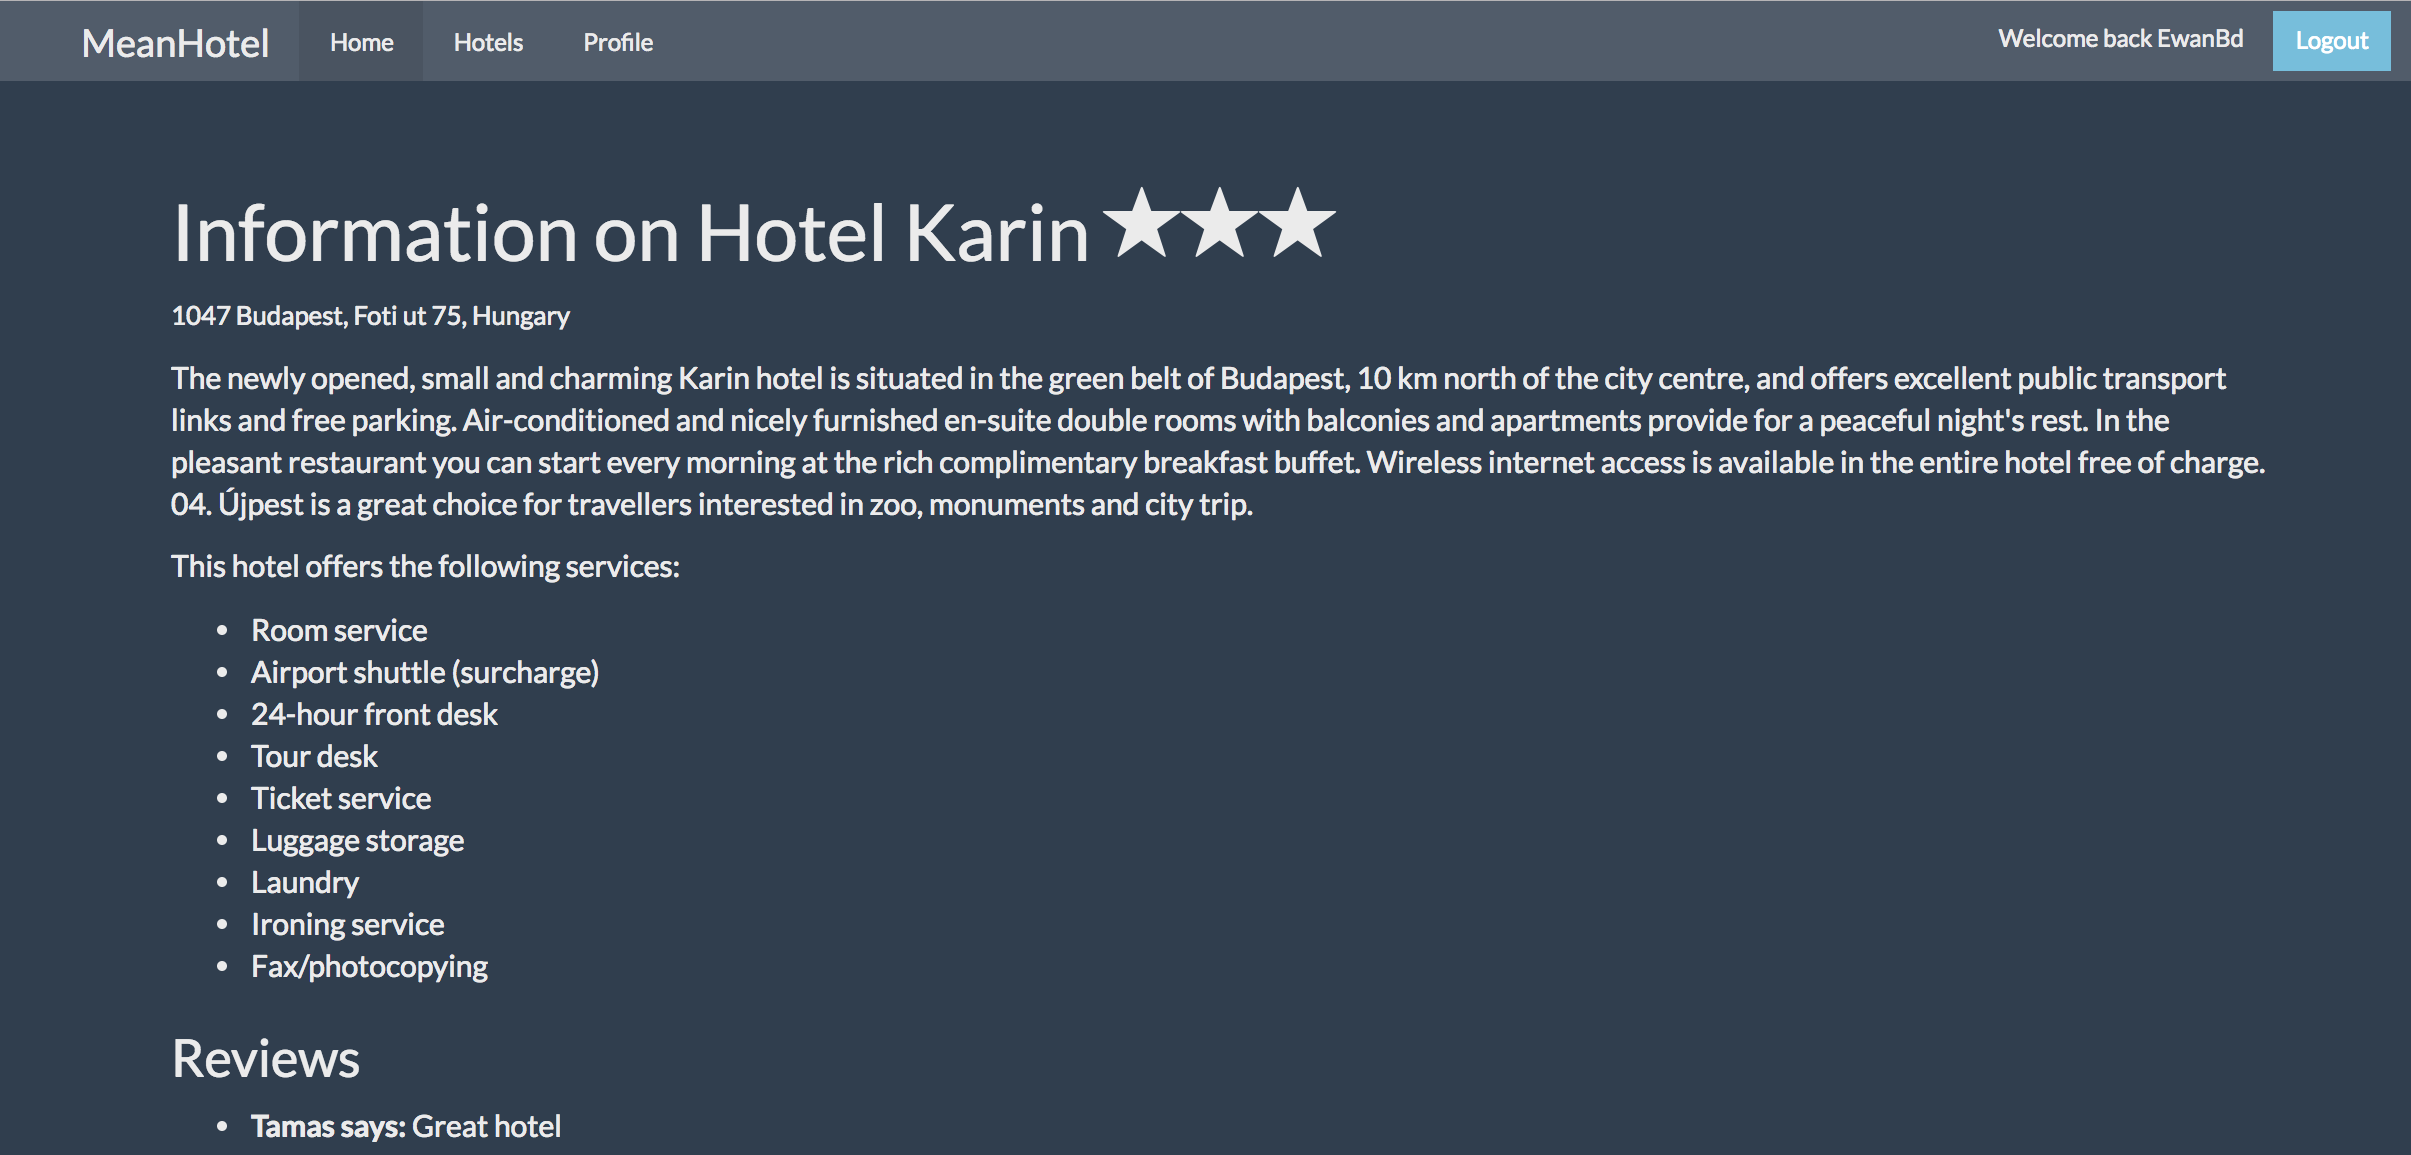 MeanHotel Home Hotels Profile Welcome back EwanBd Logout
Information on Hotel Karin ★★★
1047 Budapest, Foti ut 75, Hungary
The newly opened, small and charming Karin hotel is situated in the green belt of Budapest, 10 km north of the city centre, and offers excellent public transport
links and free parking. Air-conditioned and nicely furnished en-suite double rooms with balconies and apartments provide for a peaceful night's rest. In the
pleasant restaurant you can start every morning at the rich complimentary breakfast buffet. Wireless internet access is available in the entire hotel free of charge.
04. Újpest is a great choice for travellers interested in zoo, monuments and city trip.
This hotel offers the following services:
• Room service
• Airport shuttle (surcharge)
• 24-hour front desk
• Tour desk
• Ticket service
• Luggage storage
• Laundry
• Ironing service
• Fax/photocopying
Reviews
• Tamas says: Great hotel